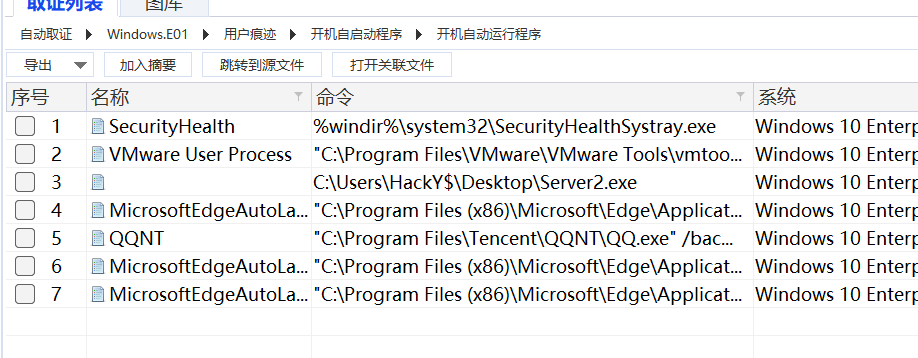 取证列表 图库
自动取证 Windows.E01 用户痕迹 开机自启动程序 开机自动运行程序
导出 加入摘要 跳转到源文件 打开关联文件
序号 名称 命令 系统
1 SecurityHealth %windir%\system32\SecurityHealthSystray.exe Windows 10 Enterp
2 VMware User Process "C:\Program Files\VMware\VMware Tools\vmtoo... Windows 10 Enterp
3 C:\Users\HackY$\Desktop\Server2.exe Windows 10 Enterp
4 MicrosoftEdgeAutoLa... "C:\Program Files (x86)\Microsoft\Edge\Applicat... Windows 10 Enterp
5 QQNT "C:\Program Files\Tencent\QQNT\QQ.exe" /bac... Windows 10 Enterp
6 MicrosoftEdgeAutoLa... "C:\Program Files (x86)\Microsoft\Edge\Applicat... Windows 10 Enterp
7 MicrosoftEdgeAutoLa... "C:\Program Files (x86)\Microsoft\Edge\Applicat... Windows 10 Enterp